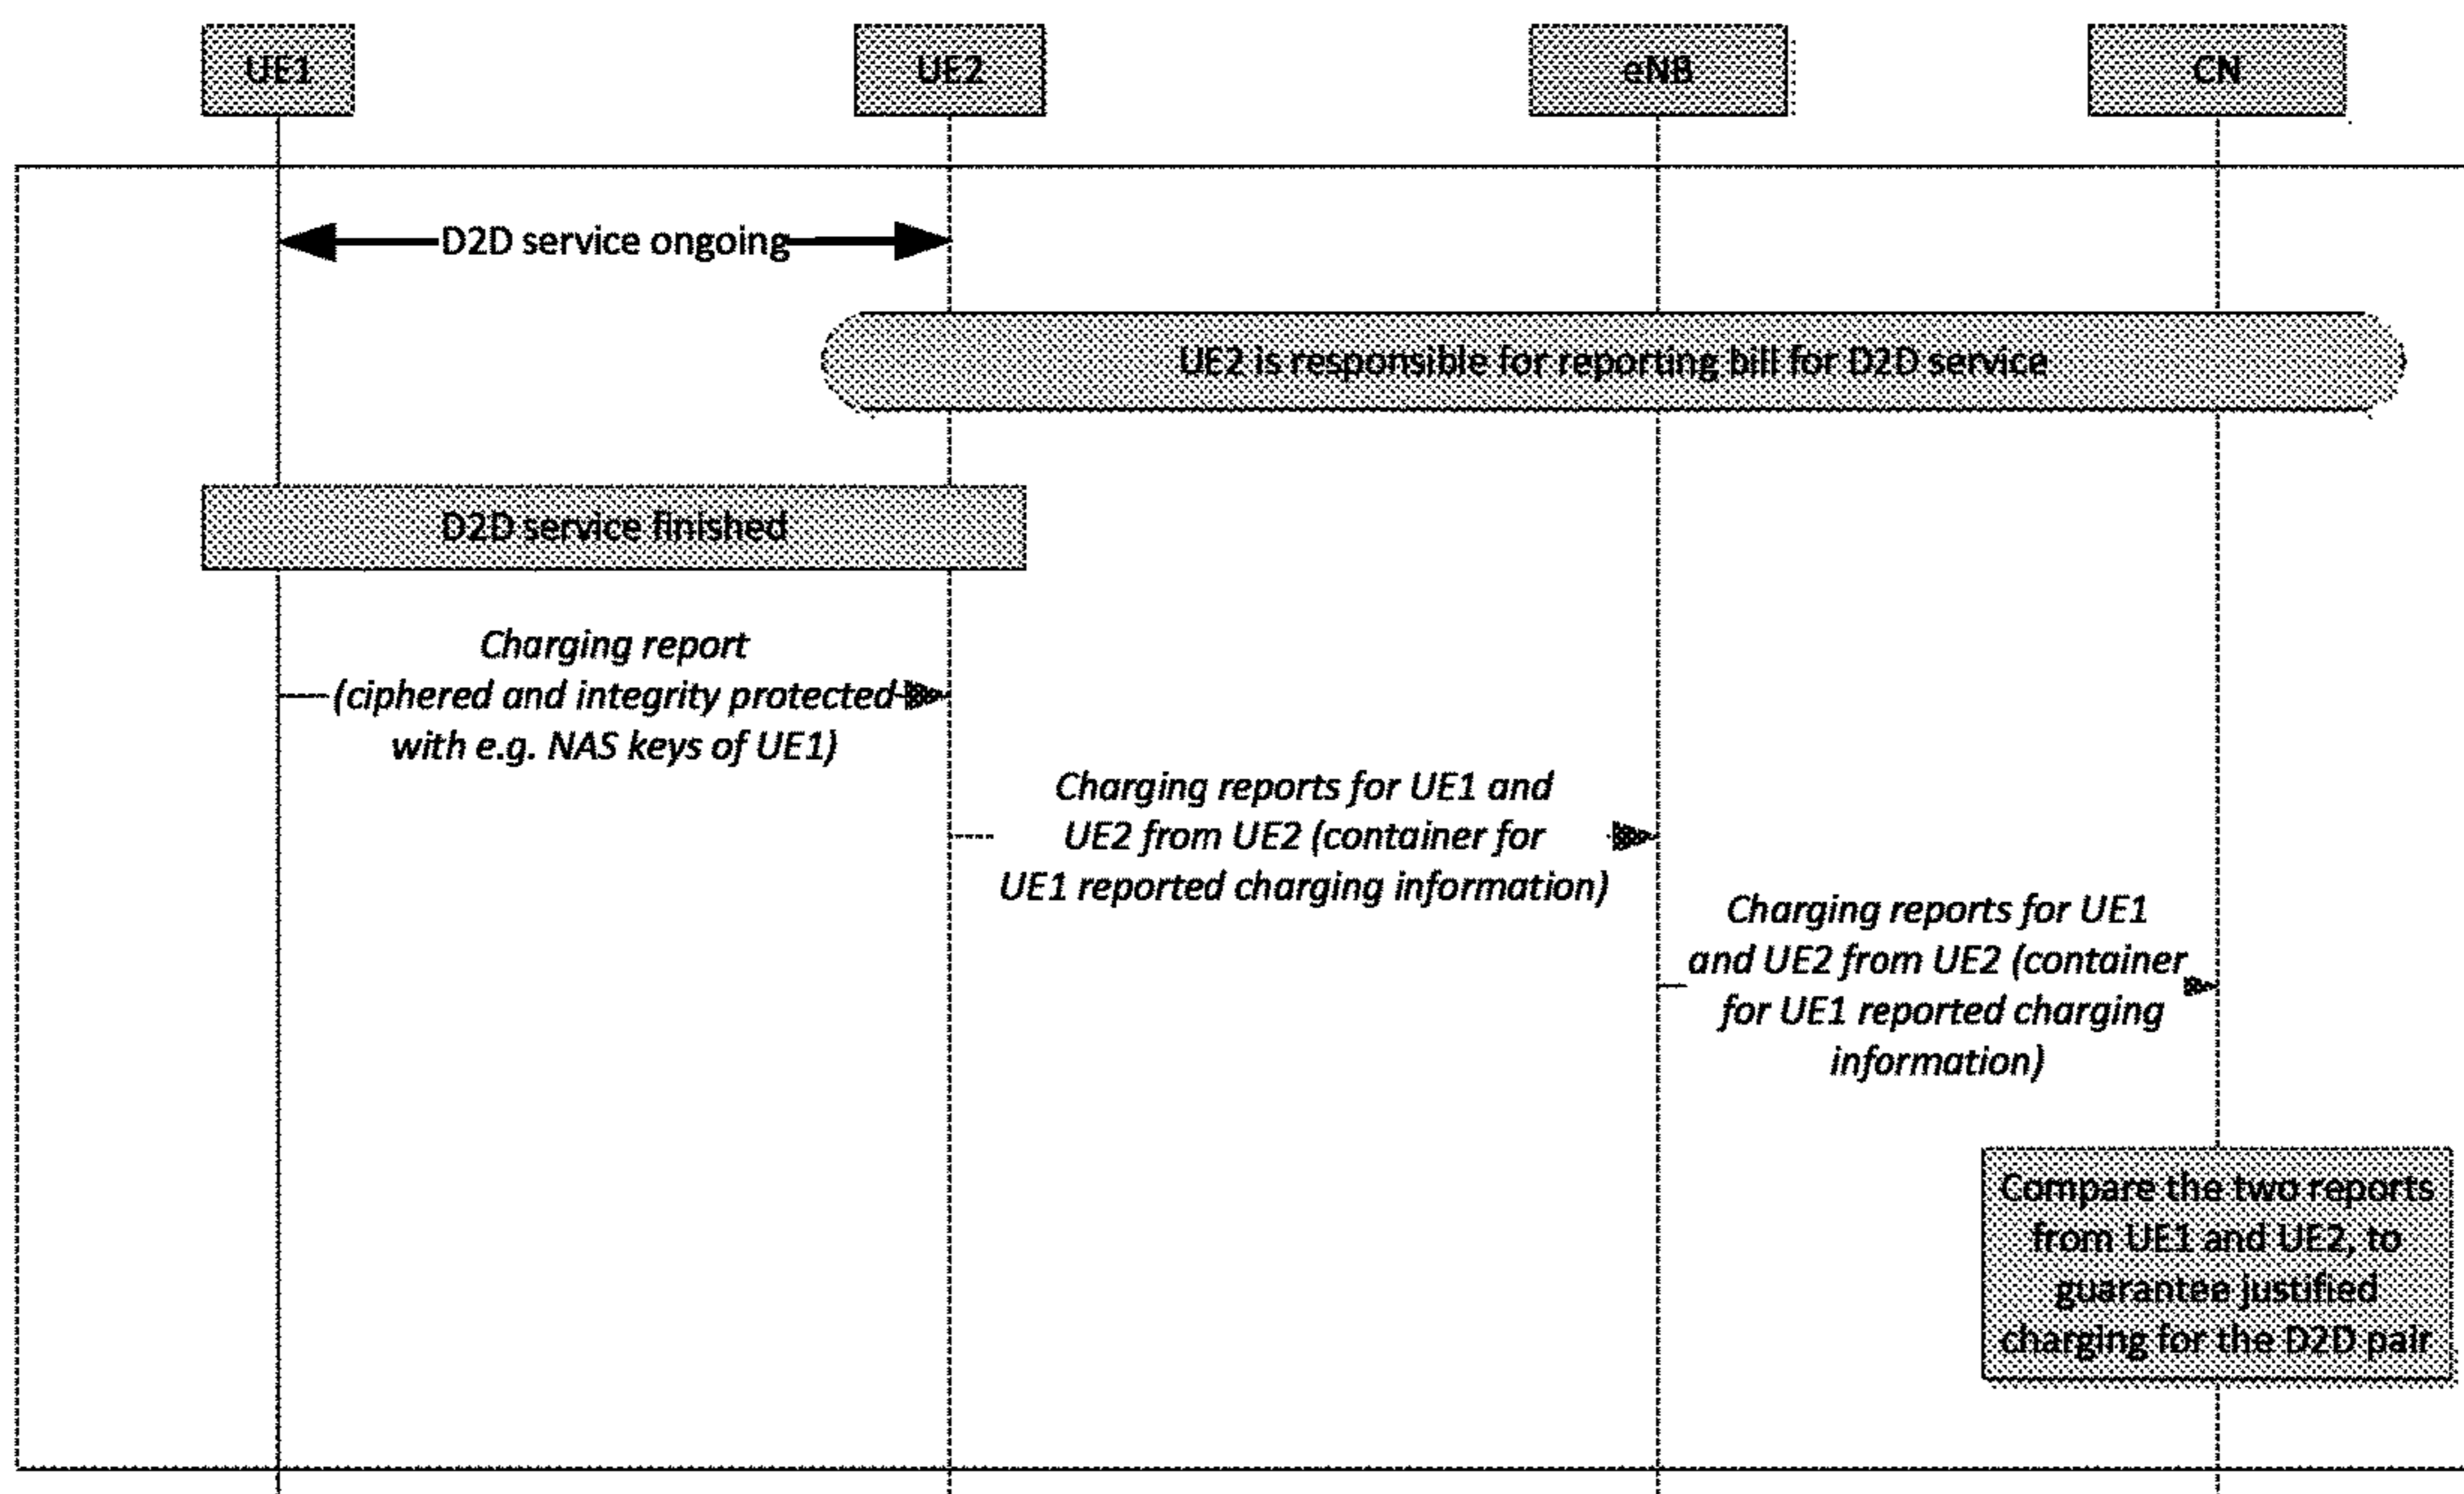 UE1
UE2
eNB
CN
D2D service ongoing
UE2 is responsible for reporting bill for D2D service
D2D service finished
Charging report
(ciphered and integrity protected
with e.g. NAS keys of UE1)
Charging reports for UE1 and
UE2 from UE2 (container for
UE1 reported charging information)
Charging reports for UE1
and UE2 from UE2 (container
for UE1 reported charging
information)
Compare the two reports
from UE1 and UE2, to
guarantee justified
charging for the D2D pair